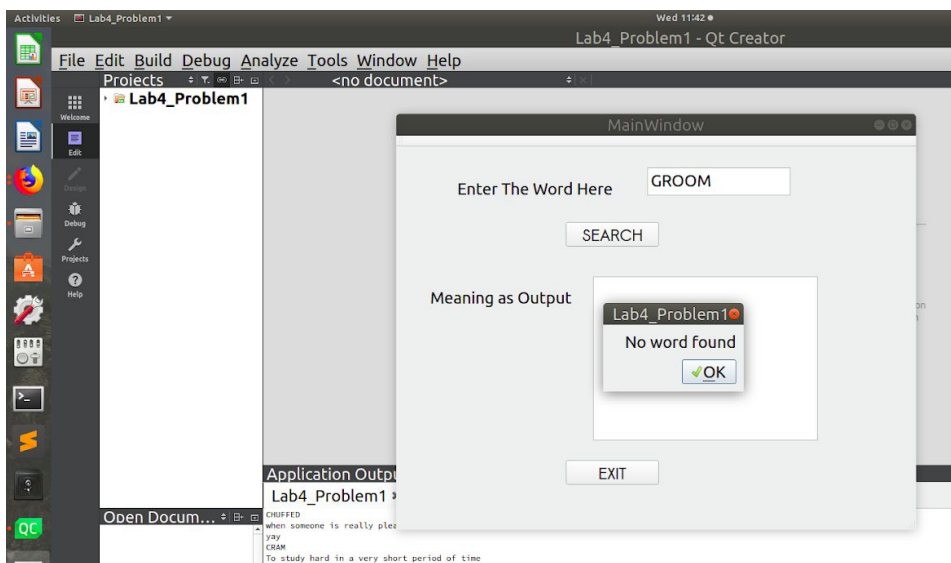 Activities Lab4_Problem1 Wed 11:42
Lab4_Problem1 - Qt Creator
File Edit Build Debug Analyze Tools Window Help
Projects <no document>
Lab4_Problem1
Welcome
Edit
Design
Debug
Projects
Help
MainWindow
Enter The Word Here GROOM
SEARCH
Meaning as Output
Lab4_Problem1
No word found
OK
EXIT
Application Outp
Lab4_Problem1
Open Docum...
CHUFFED
when someone is really plea
yay
CRAM
To study hard in a very short period of time
QC